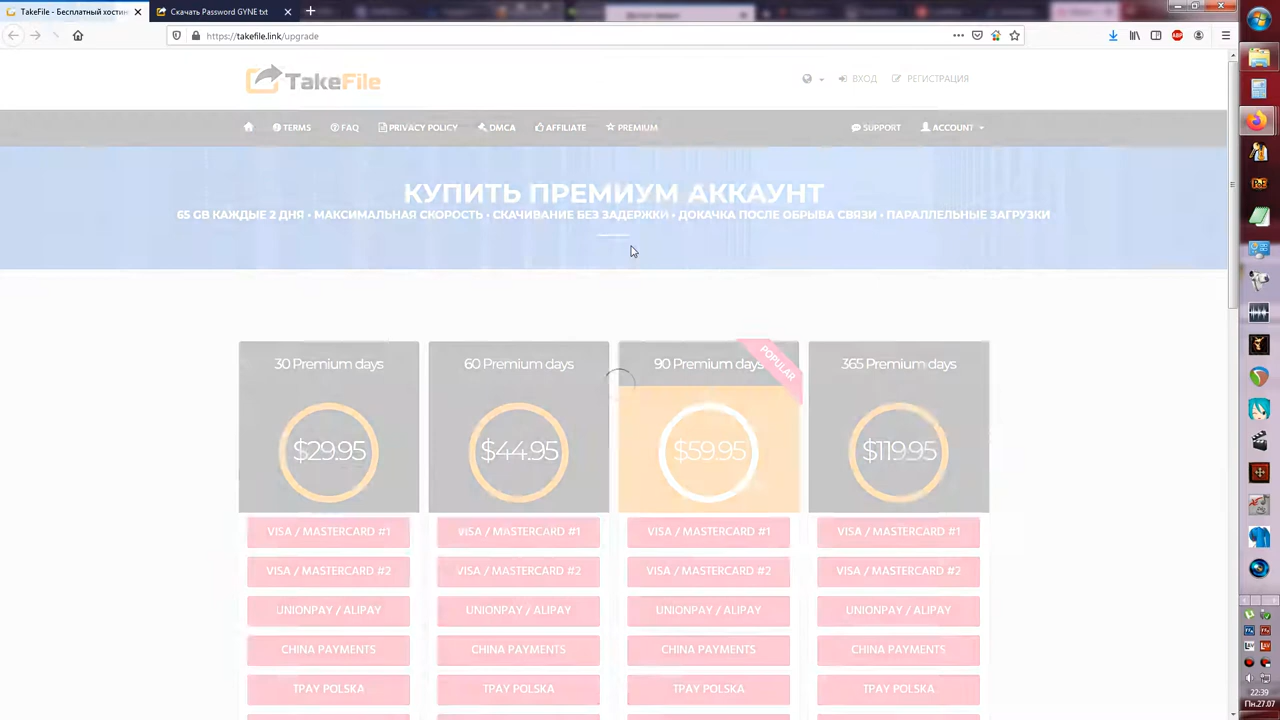 TakeFile - Бесплатный хостин
Скачать Password GYNE txt
https://takefile.link/upgrade
ABP
TakeFile
ВХОД
РЕГИСТРАЦИЯ
TERMS
FAQ
PRIVACY POLICY
DMCA
AFFILIATE
PREMIUM
SUPPORT
ACCOUNT
КУПИТЬ ПРЕМИУМ АККАУНТ
65 GB КАЖДЫЕ 2 ДНЯ • МАКСИМАЛЬНАЯ СКОРОСТЬ • СКАЧИВАНИЕ БЕЗ ЗАДЕРЖКИ • ДОКАЧКА ПОСЛЕ ОБРЫВА СВЯЗИ • ПАРАЛЛЕЛЬНЫЕ ЗАГРУЗКИ
30 Premium days
60 Premium days
90 Premium days
POPULAR
365 Premium days
$29.95
$44.95
$59.95
$119.95
VISA / MASTERCARD #1
VISA / MASTERCARD #1
VISA / MASTERCARD #1
VISA / MASTERCARD #1
VISA / MASTERCARD #2
VISA / MASTERCARD #2
VISA / MASTERCARD #2
VISA / MASTERCARD #2
UNIONPAY / ALIPAY
UNIONPAY / ALIPAY
UNIONPAY / ALIPAY
UNIONPAY / ALIPAY
CHINA PAYMENTS
CHINA PAYMENTS
CHINA PAYMENTS
CHINA PAYMENTS
TPAY POLSKA
TPAY POLSKA
TPAY POLSKA
TPAY POLSKA
PoE
22:39
Пн.27.07